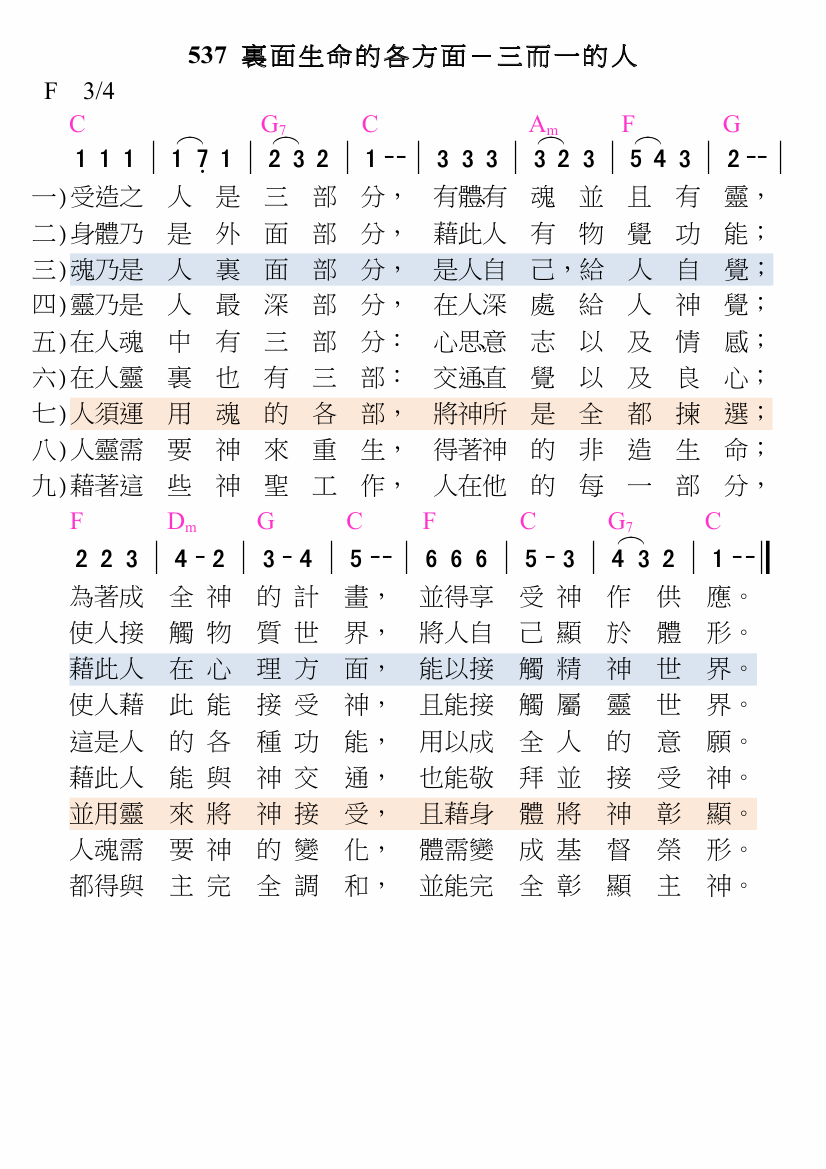 537 裏面生命的各方面－三而一的人
F 3/4
C G7 C Am F G
1 1 1 | 1 7̣ 1 | 2 3 2 | 1 -- | 3 3 3 | 3 2 3 | 5 4 3 | 2 -- |
一)受造之 人 是 三 部 分， 有體、有 魂 並 且 有 靈，
二)身體乃 是 外 面 部 分， 藉此人 有 物 覺 功 能；
三)魂乃是 人 裏 面 部 分， 是人自 己，給 人 自 覺；
四)靈乃是 人 最 深 部 分， 在人深 處 給 人 神 覺；
五)在人魂 中 有 三 部 分： 心思、意 志 以 及 情 感；
六)在人靈 裏 也 有 三 部： 交通、直 覺 以 及 良 心；
七)人須運 用 魂 的 各 部， 將神所 是 全 都 揀 選；
八)人靈需 要 神 來 重 生， 得著神 的 非 造 生 命；
九)藉著這 些 神 聖 工 作， 人在他 的 每 一 部 分，
F Dm G C F C G7 C
2 2 3 | 4 - 2 | 3 - 4 | 5 -- | 6 6 6 | 5 - 3 | 4 3 2 | 1 -- ‖
為著成 全 神 的 計 畫， 並得享 受 神 作 供 應。
使人接 觸 物 質 世 界， 將人自 己 顯 於 體 形。
藉此人 在 心 理 方 面， 能以接 觸 精 神 世 界。
使人藉 此 能 接 受 神， 且能接 觸 屬 靈 世 界。
這是人 的 各 種 功 能， 用以成 全 人 的 意 願。
藉此人 能 與 神 交 通， 也能敬 拜 並 接 受 神。
並用靈 來 將 神 接 受， 且藉身 體 將 神 彰 顯。
人魂需 要 神 的 變 化， 體需變 成 基 督 榮 形。
都得與 主 完 全 調 和， 並能完 全 彰 顯 主 神。